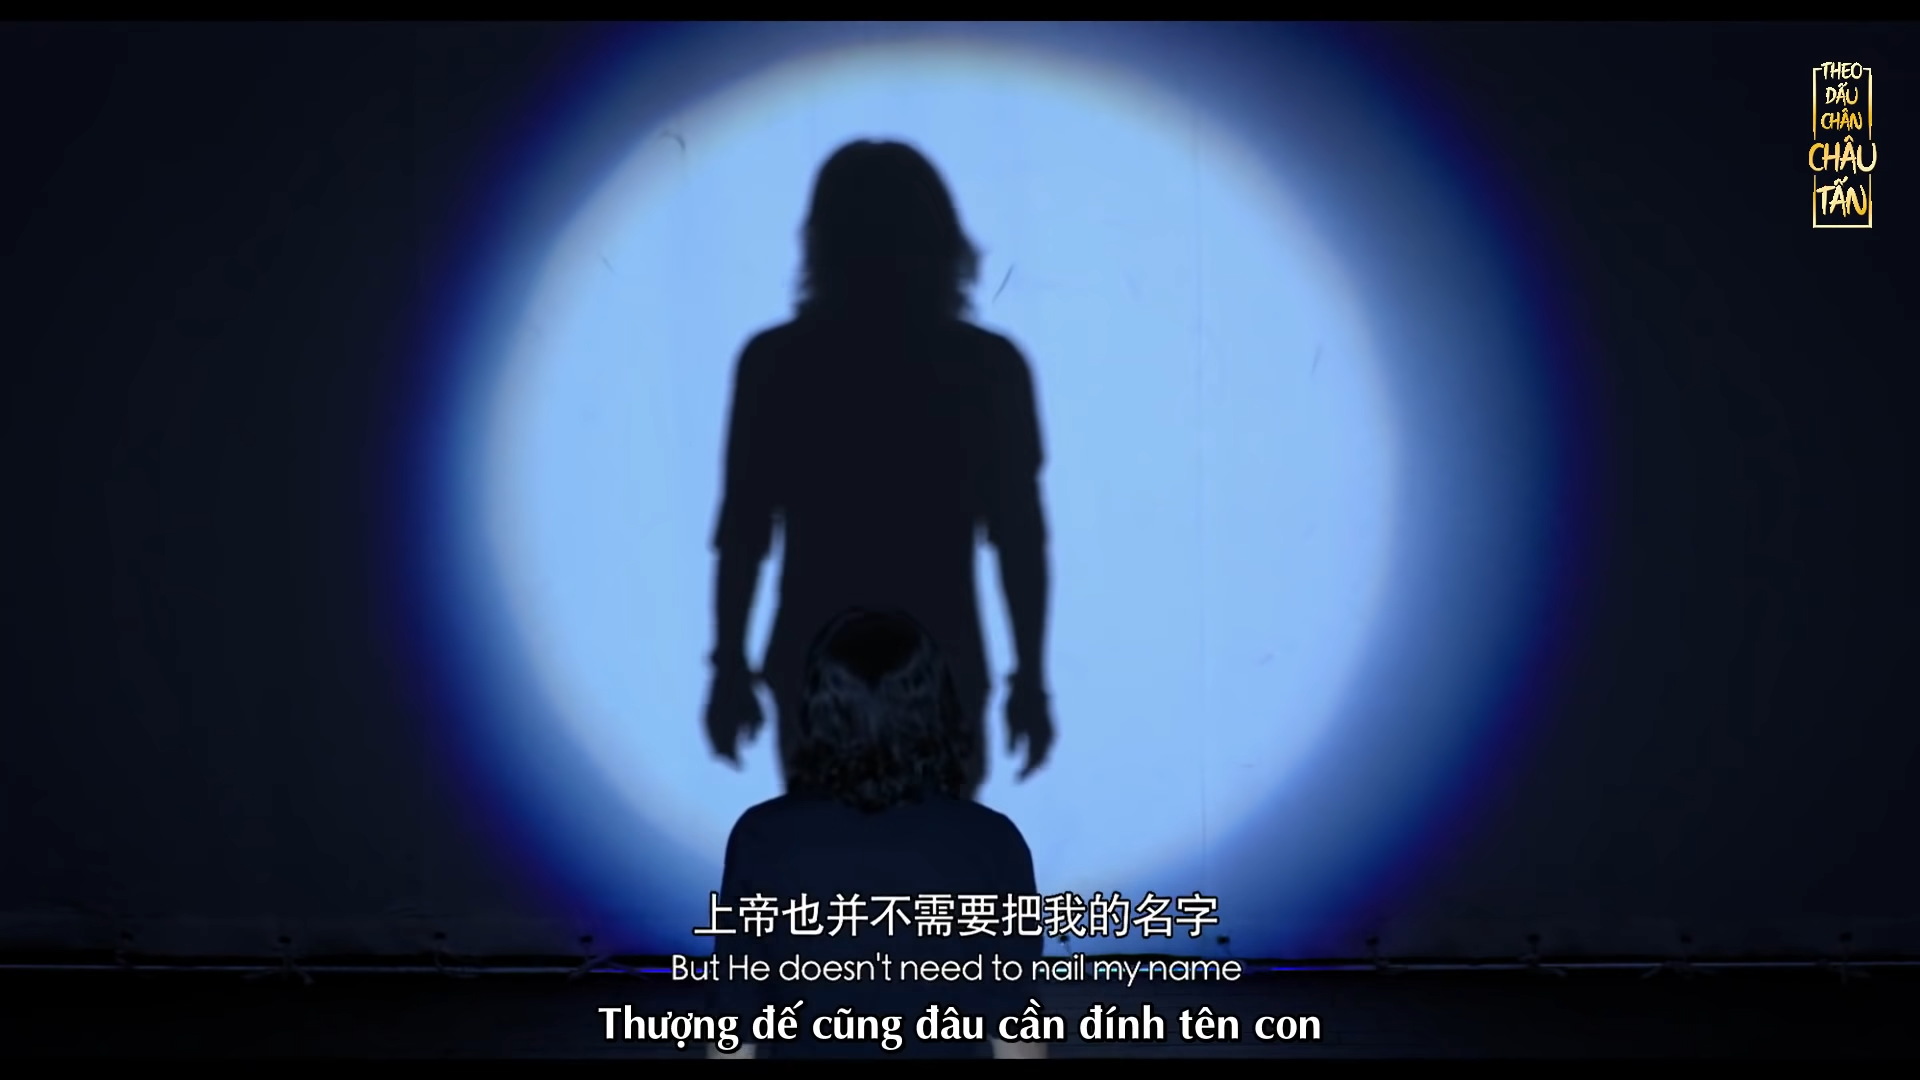 THEO
DẤU
CHÂN
CHÂU
TẤN
上帝也并不需要把我的名字
But He doesn't need to nail my name
Thượng đế cũng đâu cần đính tên con